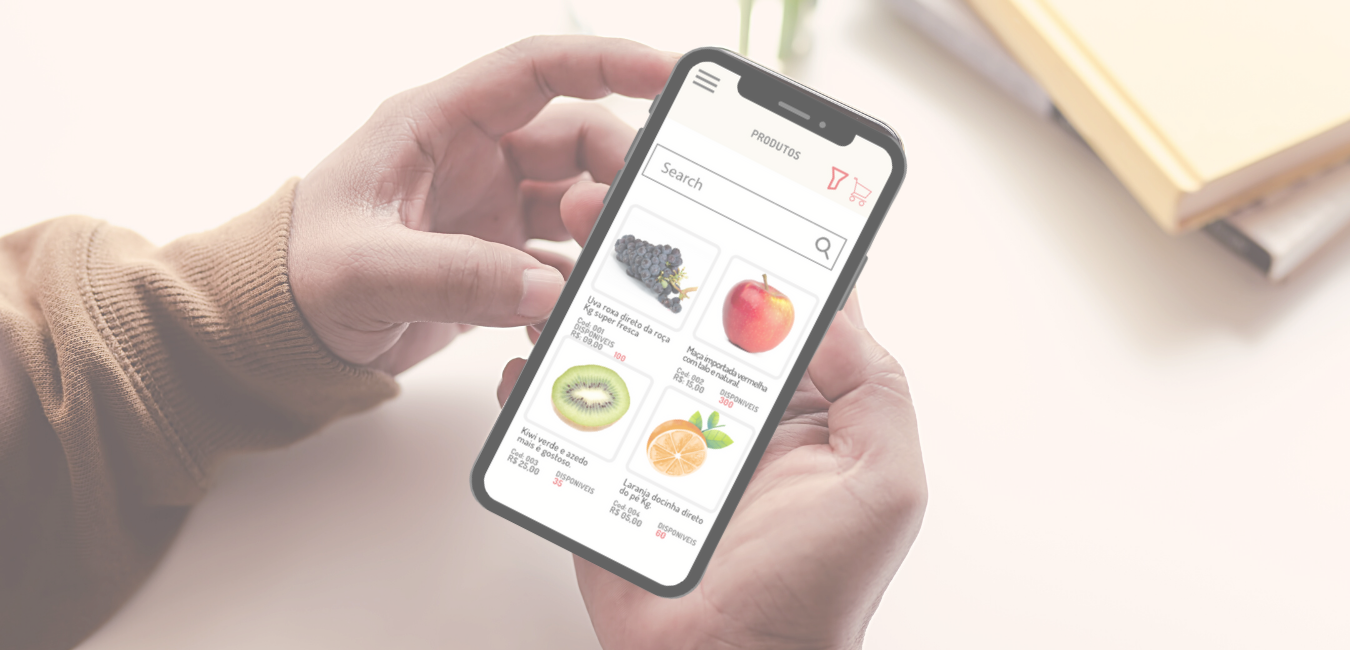 PRODUTOS
Search
Uva roxa direto da roça
Kg super fresca
Cod: 001
DISPONIVEIS
R$: 09,00
100
Maça importada vermelha
com talo e natural.
Cod: 002
R$: 15,00
DISPONIVEIS
300
Kiwi verde e azedo
mais é gostoso.
Cod: 003
R$ 25,00
DISPONIVEIS
35
Laranja docinha direto
do pé Kg.
Cod: 004
R$ 05,00
DISPONIVEIS
60